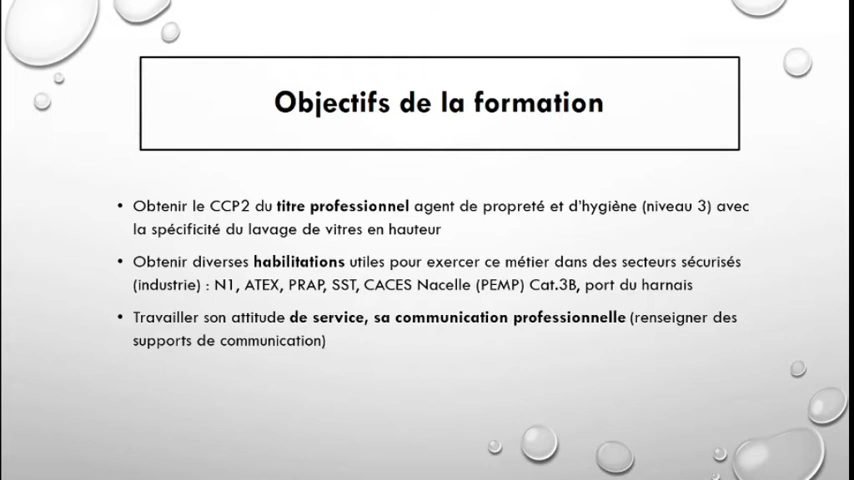 Objectifs de la formation
• Obtenir le CCP2 du titre professionnel agent de propreté et d'hygiène (niveau 3) avec
la spécificité du lavage de vitres en hauteur
• Obtenir diverses habilitations utiles pour exercer ce métier dans des secteurs sécurisés
(industrie) : N1, ATEX, PRAP, SST, CACES Nacelle (PEMP) Cat.3B, port du harnais
• Travailler son attitude de service, sa communication professionnelle (renseigner des
supports de communication)